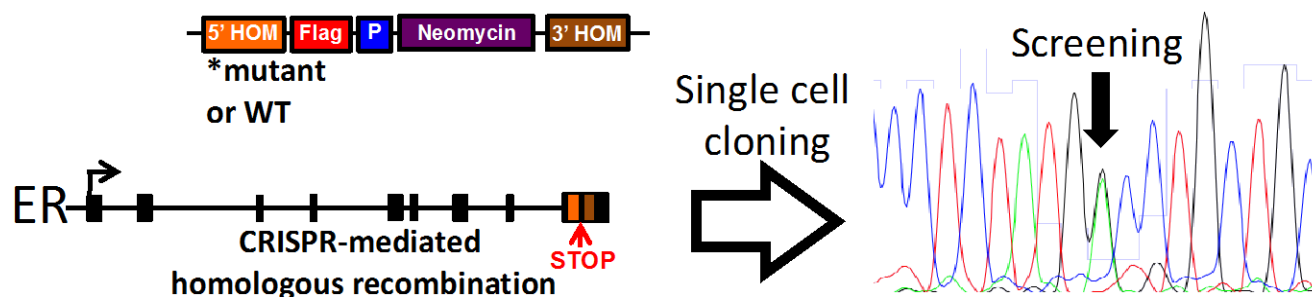 5' HOM Flag P Neomycin 3' HOM
*mutant
or WT
Single cell
cloning
Screening
ER
CRISPR-mediated
homologous recombination
STOP